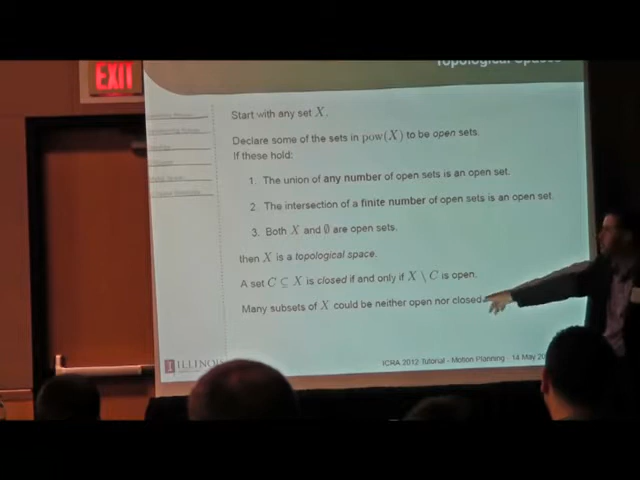 EXIT
Topological Spaces
Start with any set X.
Declare some of the sets in pow(X) to be open sets.
If these hold:
1. The union of any number of open sets is an open set.
2. The intersection of a finite number of open sets is an open set.
3. Both X and ∅ are open sets.
then X is a topological space.
A set C ⊆ X is closed if and only if X \ C is open.
Many subsets of X could be neither open nor closed
I ILLINOIS
ICRA 2012 Tutorial - Motion Planning - 14 May